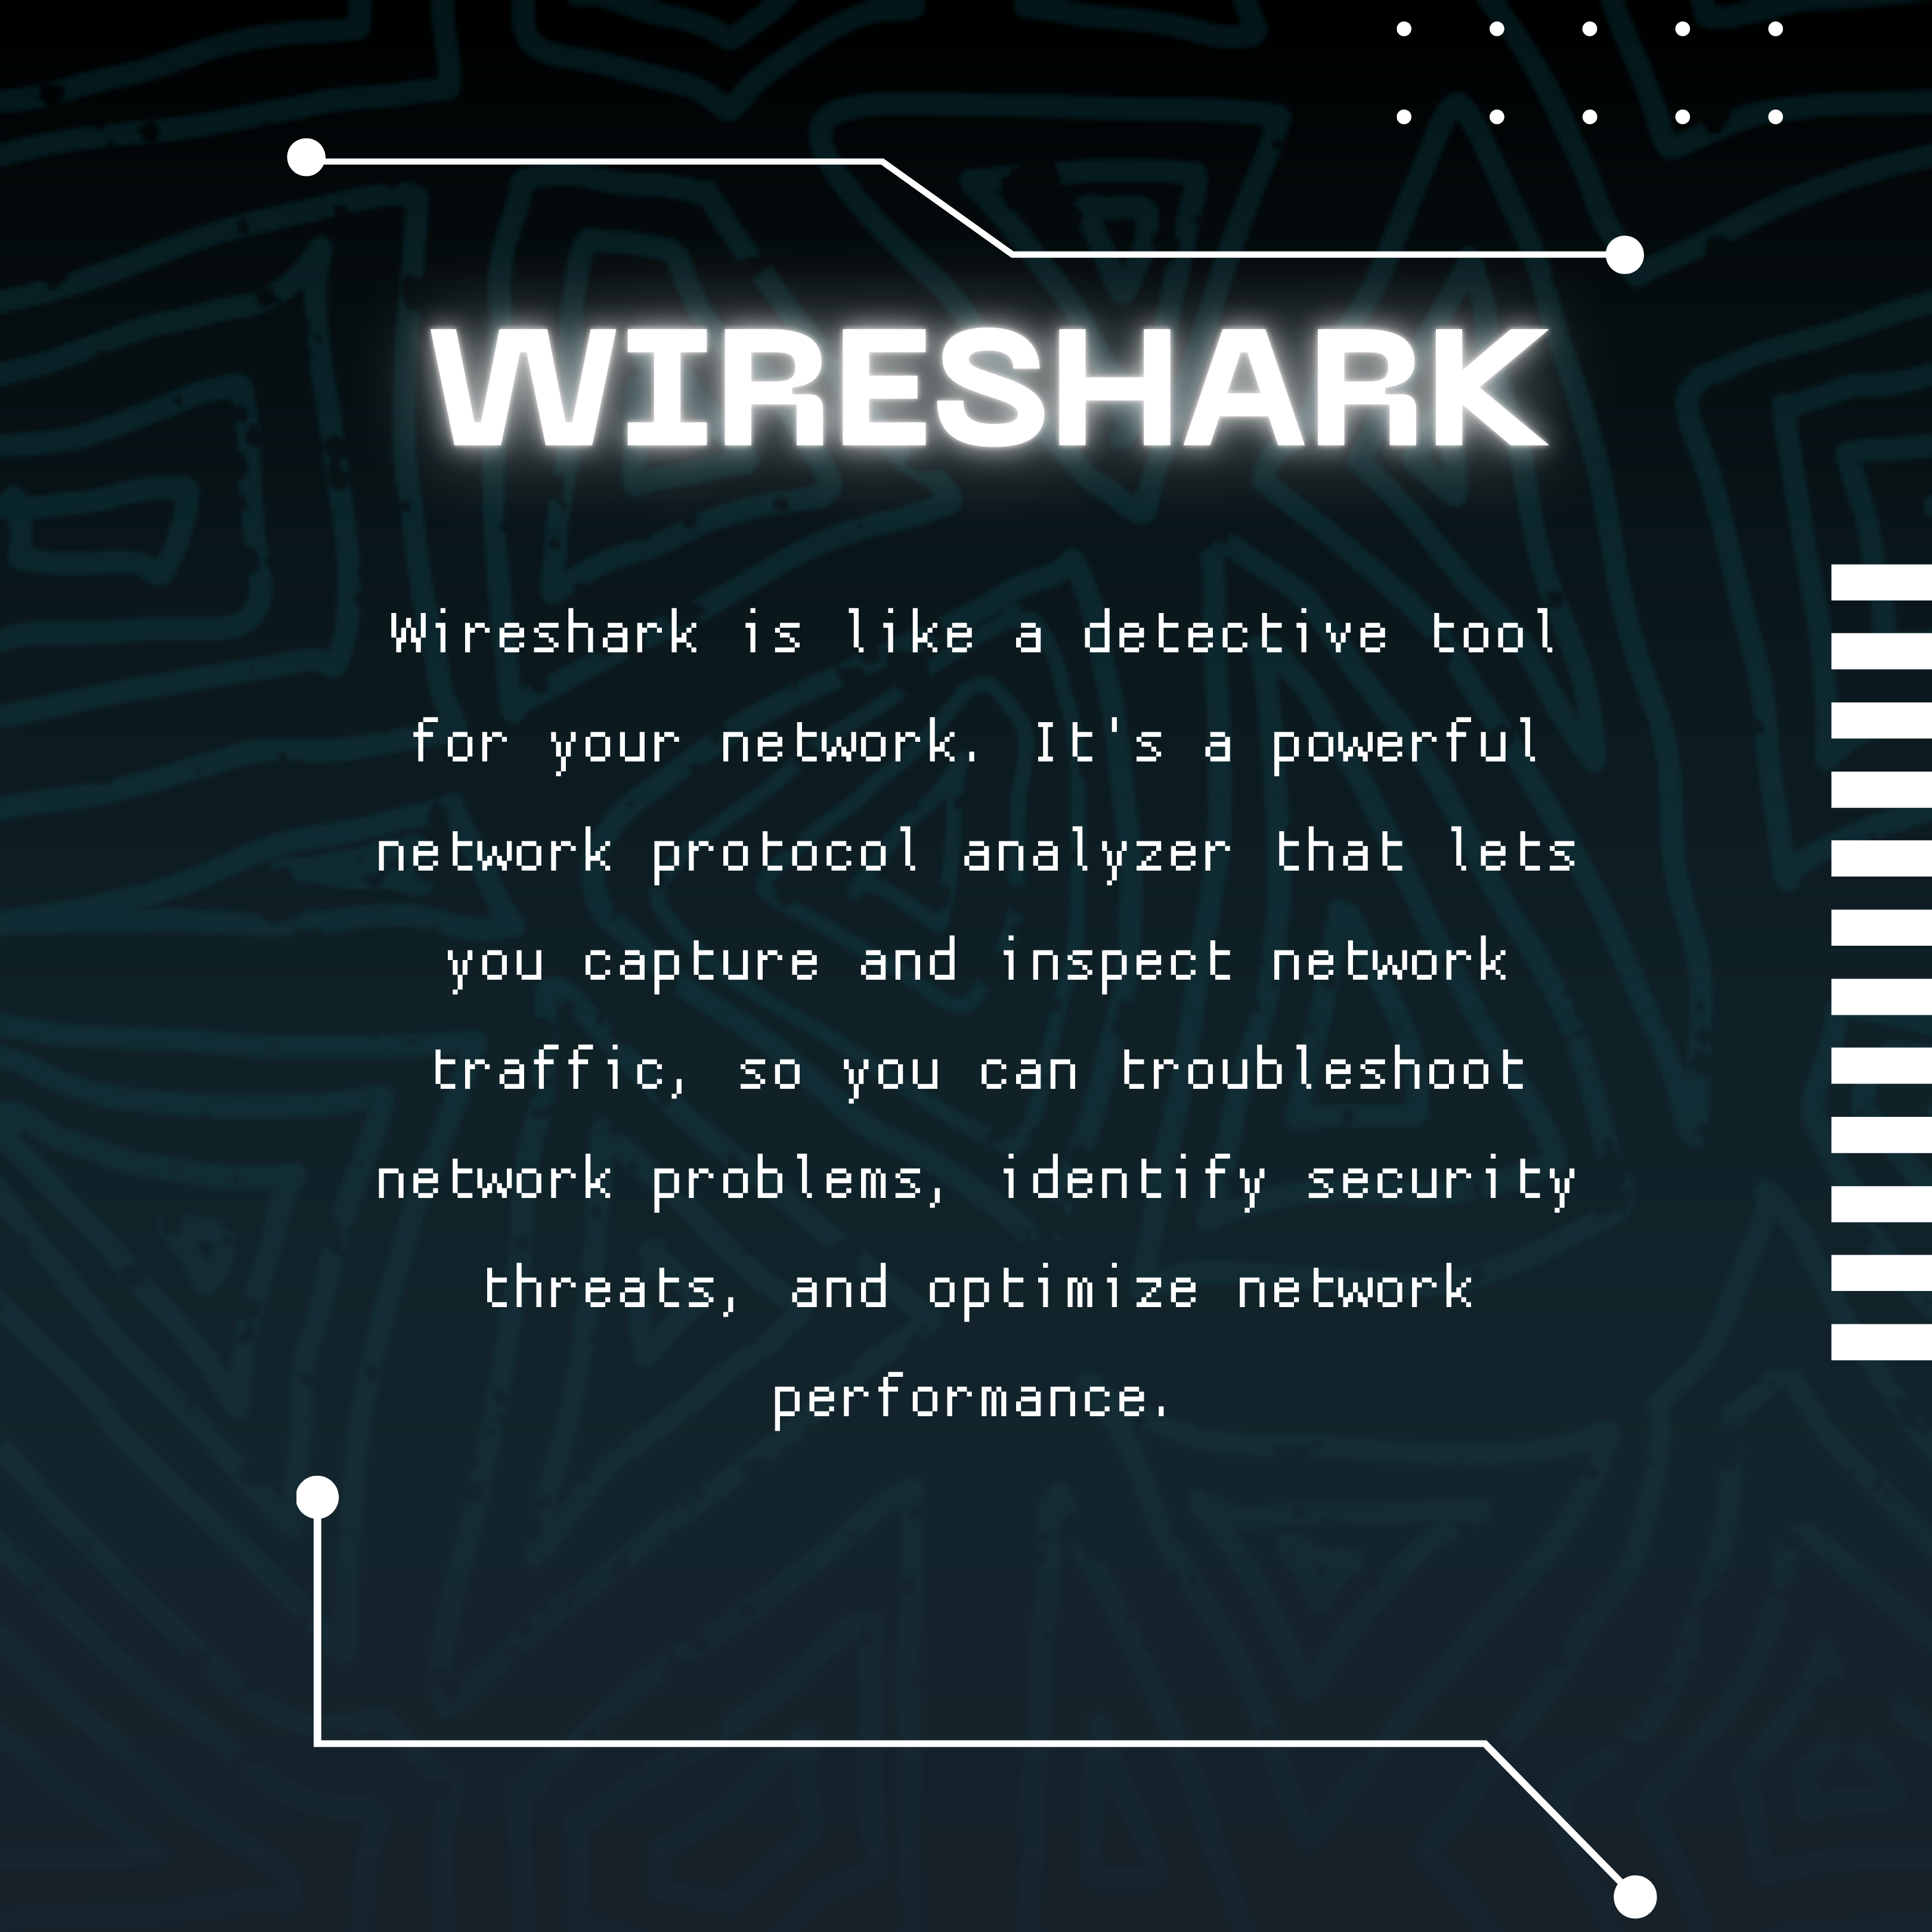 WIRESHARK
Wireshark is like a detective tool
for your network. It's a powerful
network protocol analyzer that lets
you capture and inspect network
traffic, so you can troubleshoot
network problems, identify security
threats, and optimize network
performance.